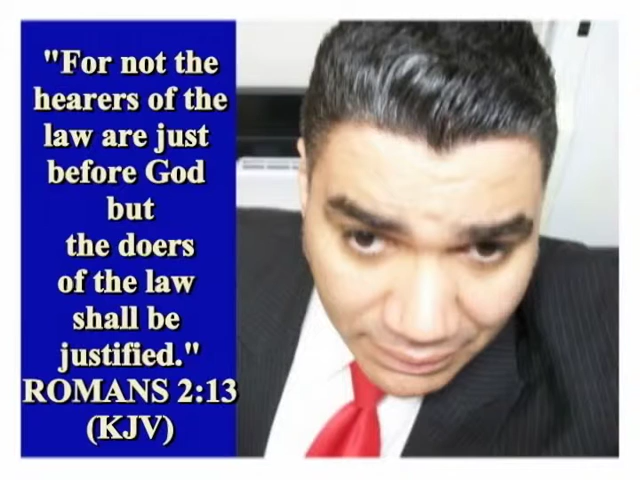 "For not the
hearers of the
law are just
before God
but
the doers
of the law
shall be
justified."
ROMANS 2:13
(KJV)